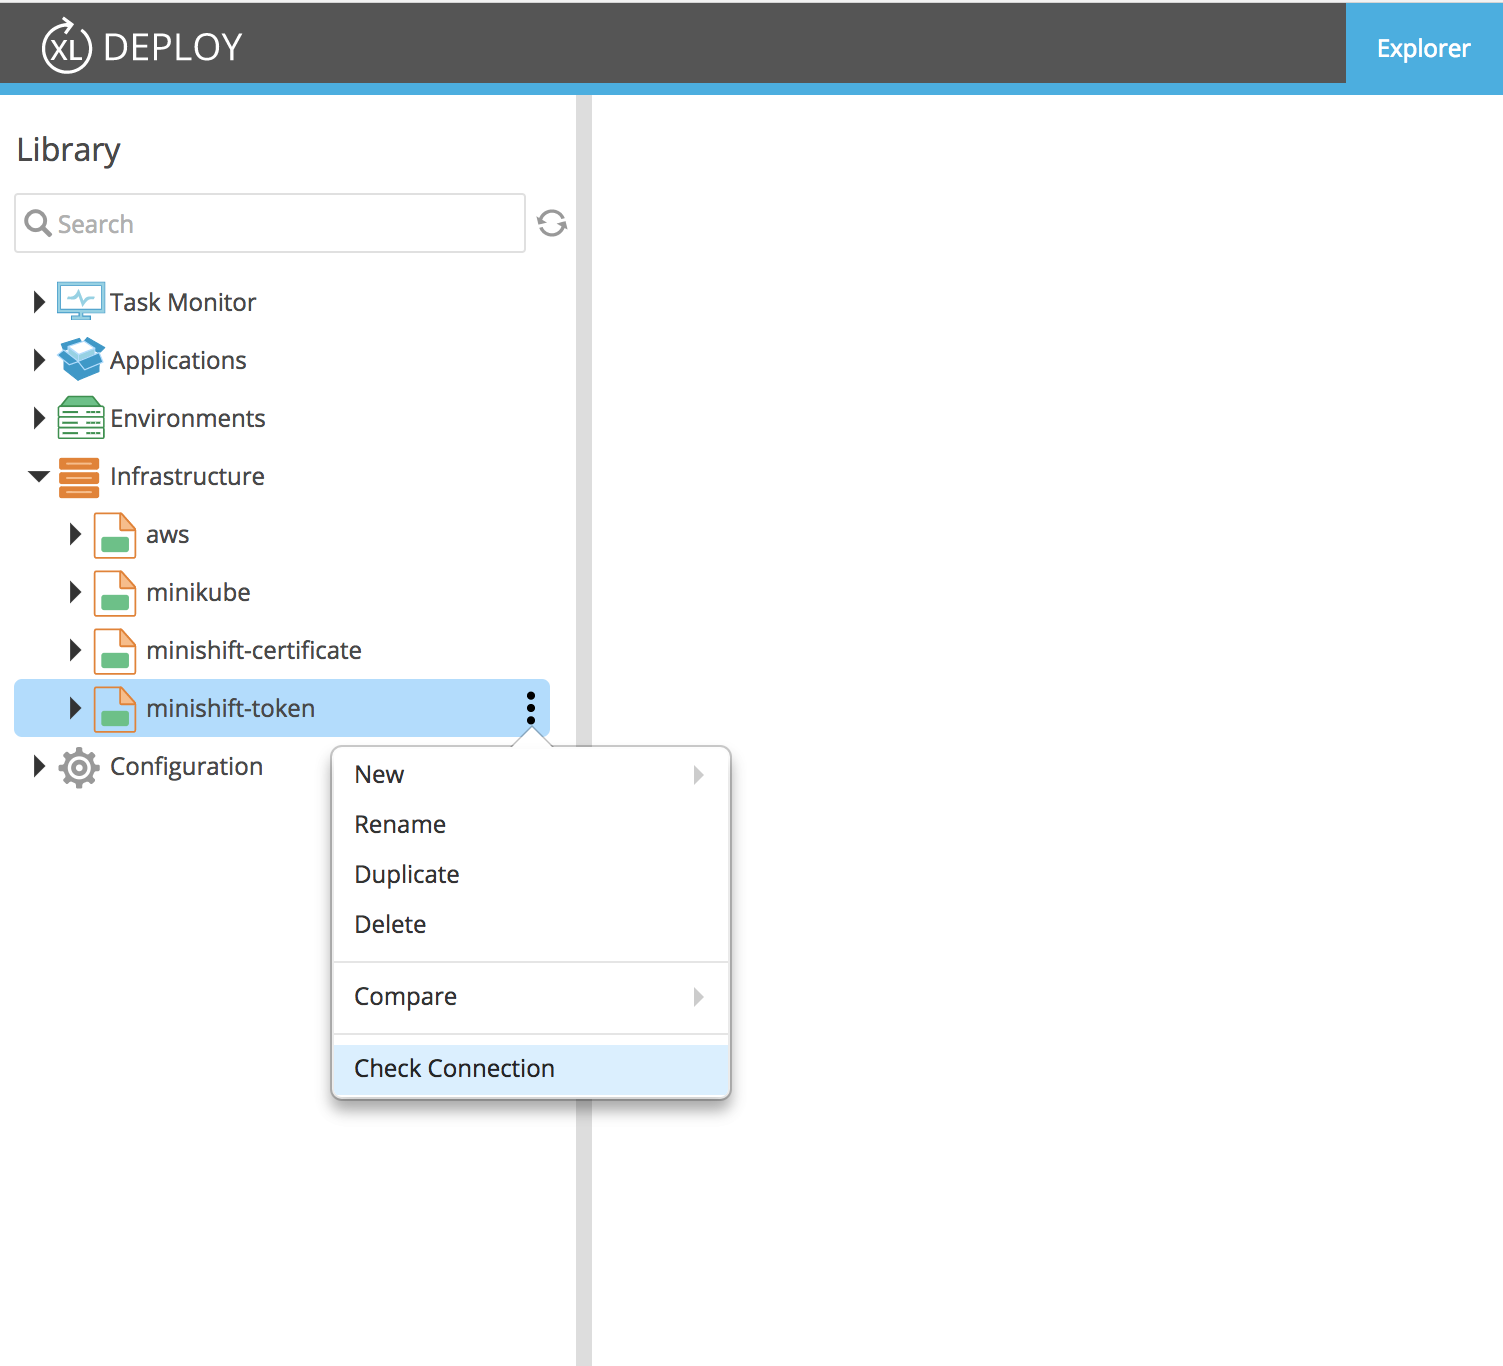 XL DEPLOY
Explorer
Library
Search
Task Monitor
Applications
Environments
Infrastructure
aws
minikube
minishift-certificate
minishift-token
Configuration
New
Rename
Duplicate
Delete
Compare
Check Connection